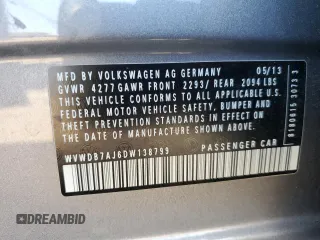 MFD BY VOLKSWAGEN AG GERMANY 05/13
GVWR 4277 GAWR FRONT 2293/ REAR 2094 LBS
THIS VEHICLE CONFORMS TO ALL APPLICABLE
FEDERAL MOTOR VEHICLE SAFETY, BUMPER AND
THEFT PREVENTION STANDARDS IN EFFECT ON THE
DATE OF MANUFACTURE SHOWN ABOVE.
WVWDB7AJ6DW138799 PASSENGER CAR
DREAMBID